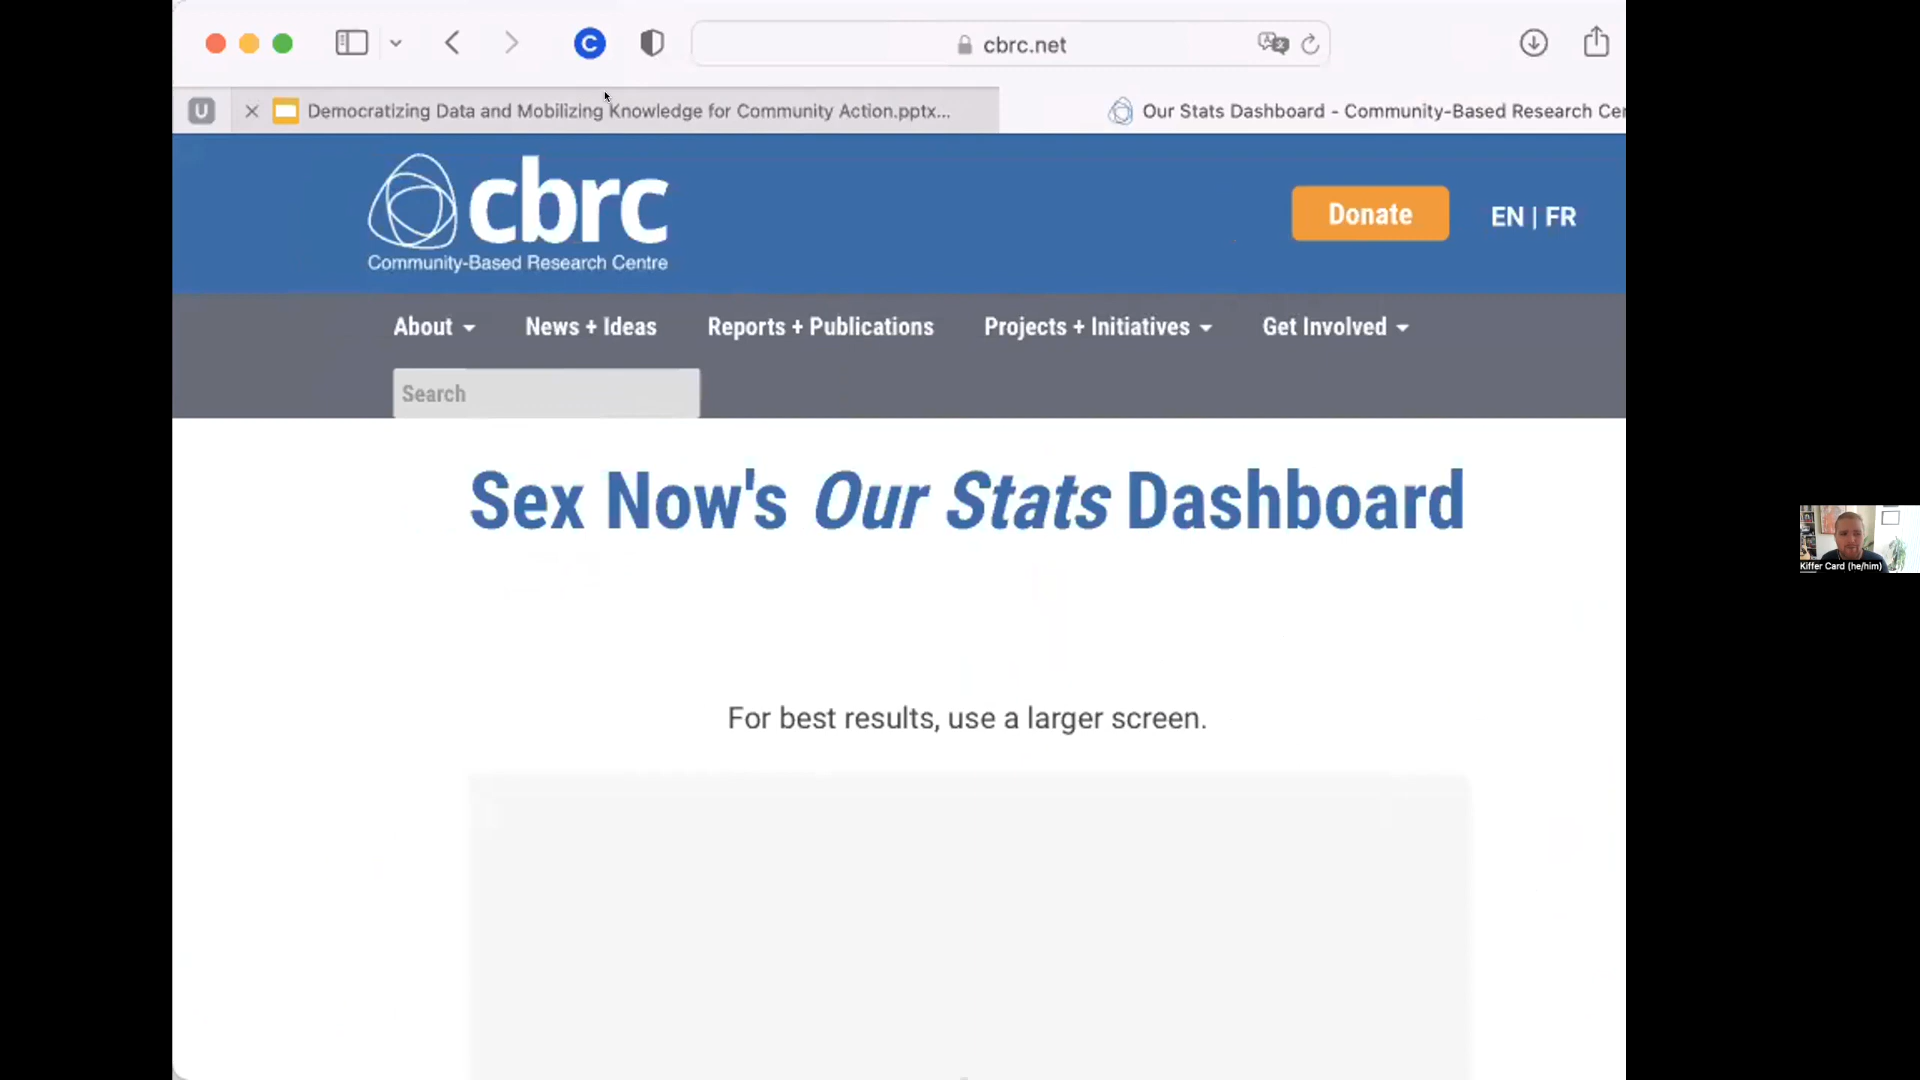 C
cbrc.net
U
Democratizing Data and Mobilizing Knowledge for Community Action.pptx...
Our Stats Dashboard - Community-Based Research Cer
cbrc
Community-Based Research Centre
Donate
EN | FR
About
News + Ideas
Reports + Publications
Projects + Initiatives
Get Involved
Search
Sex Now's Our Stats Dashboard
Kiffer Card (he/him)
For best results, use a larger screen.